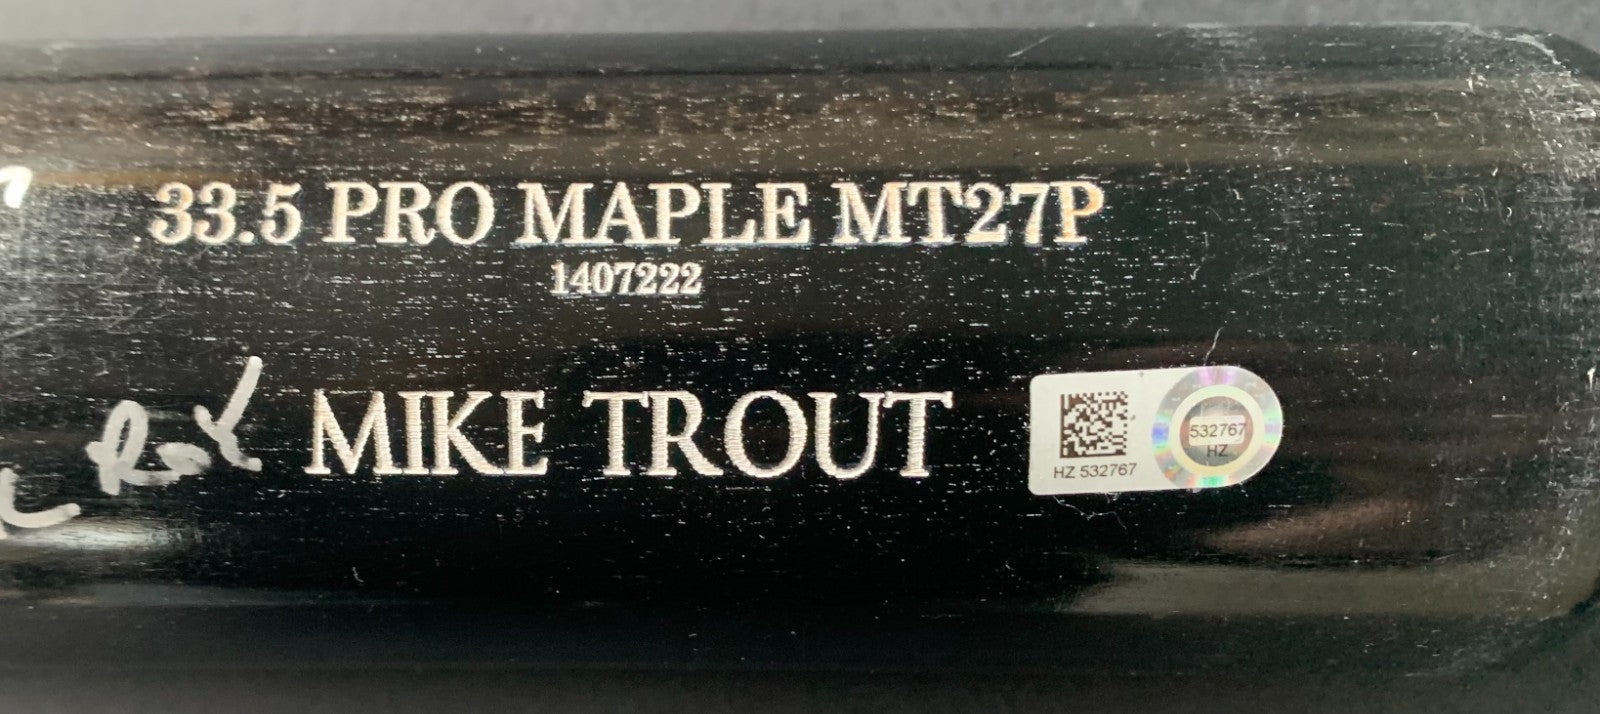 33.5 PRO MAPLE MT27P
1407222
MIKE TROUT
HZ 532767
532767
HZ